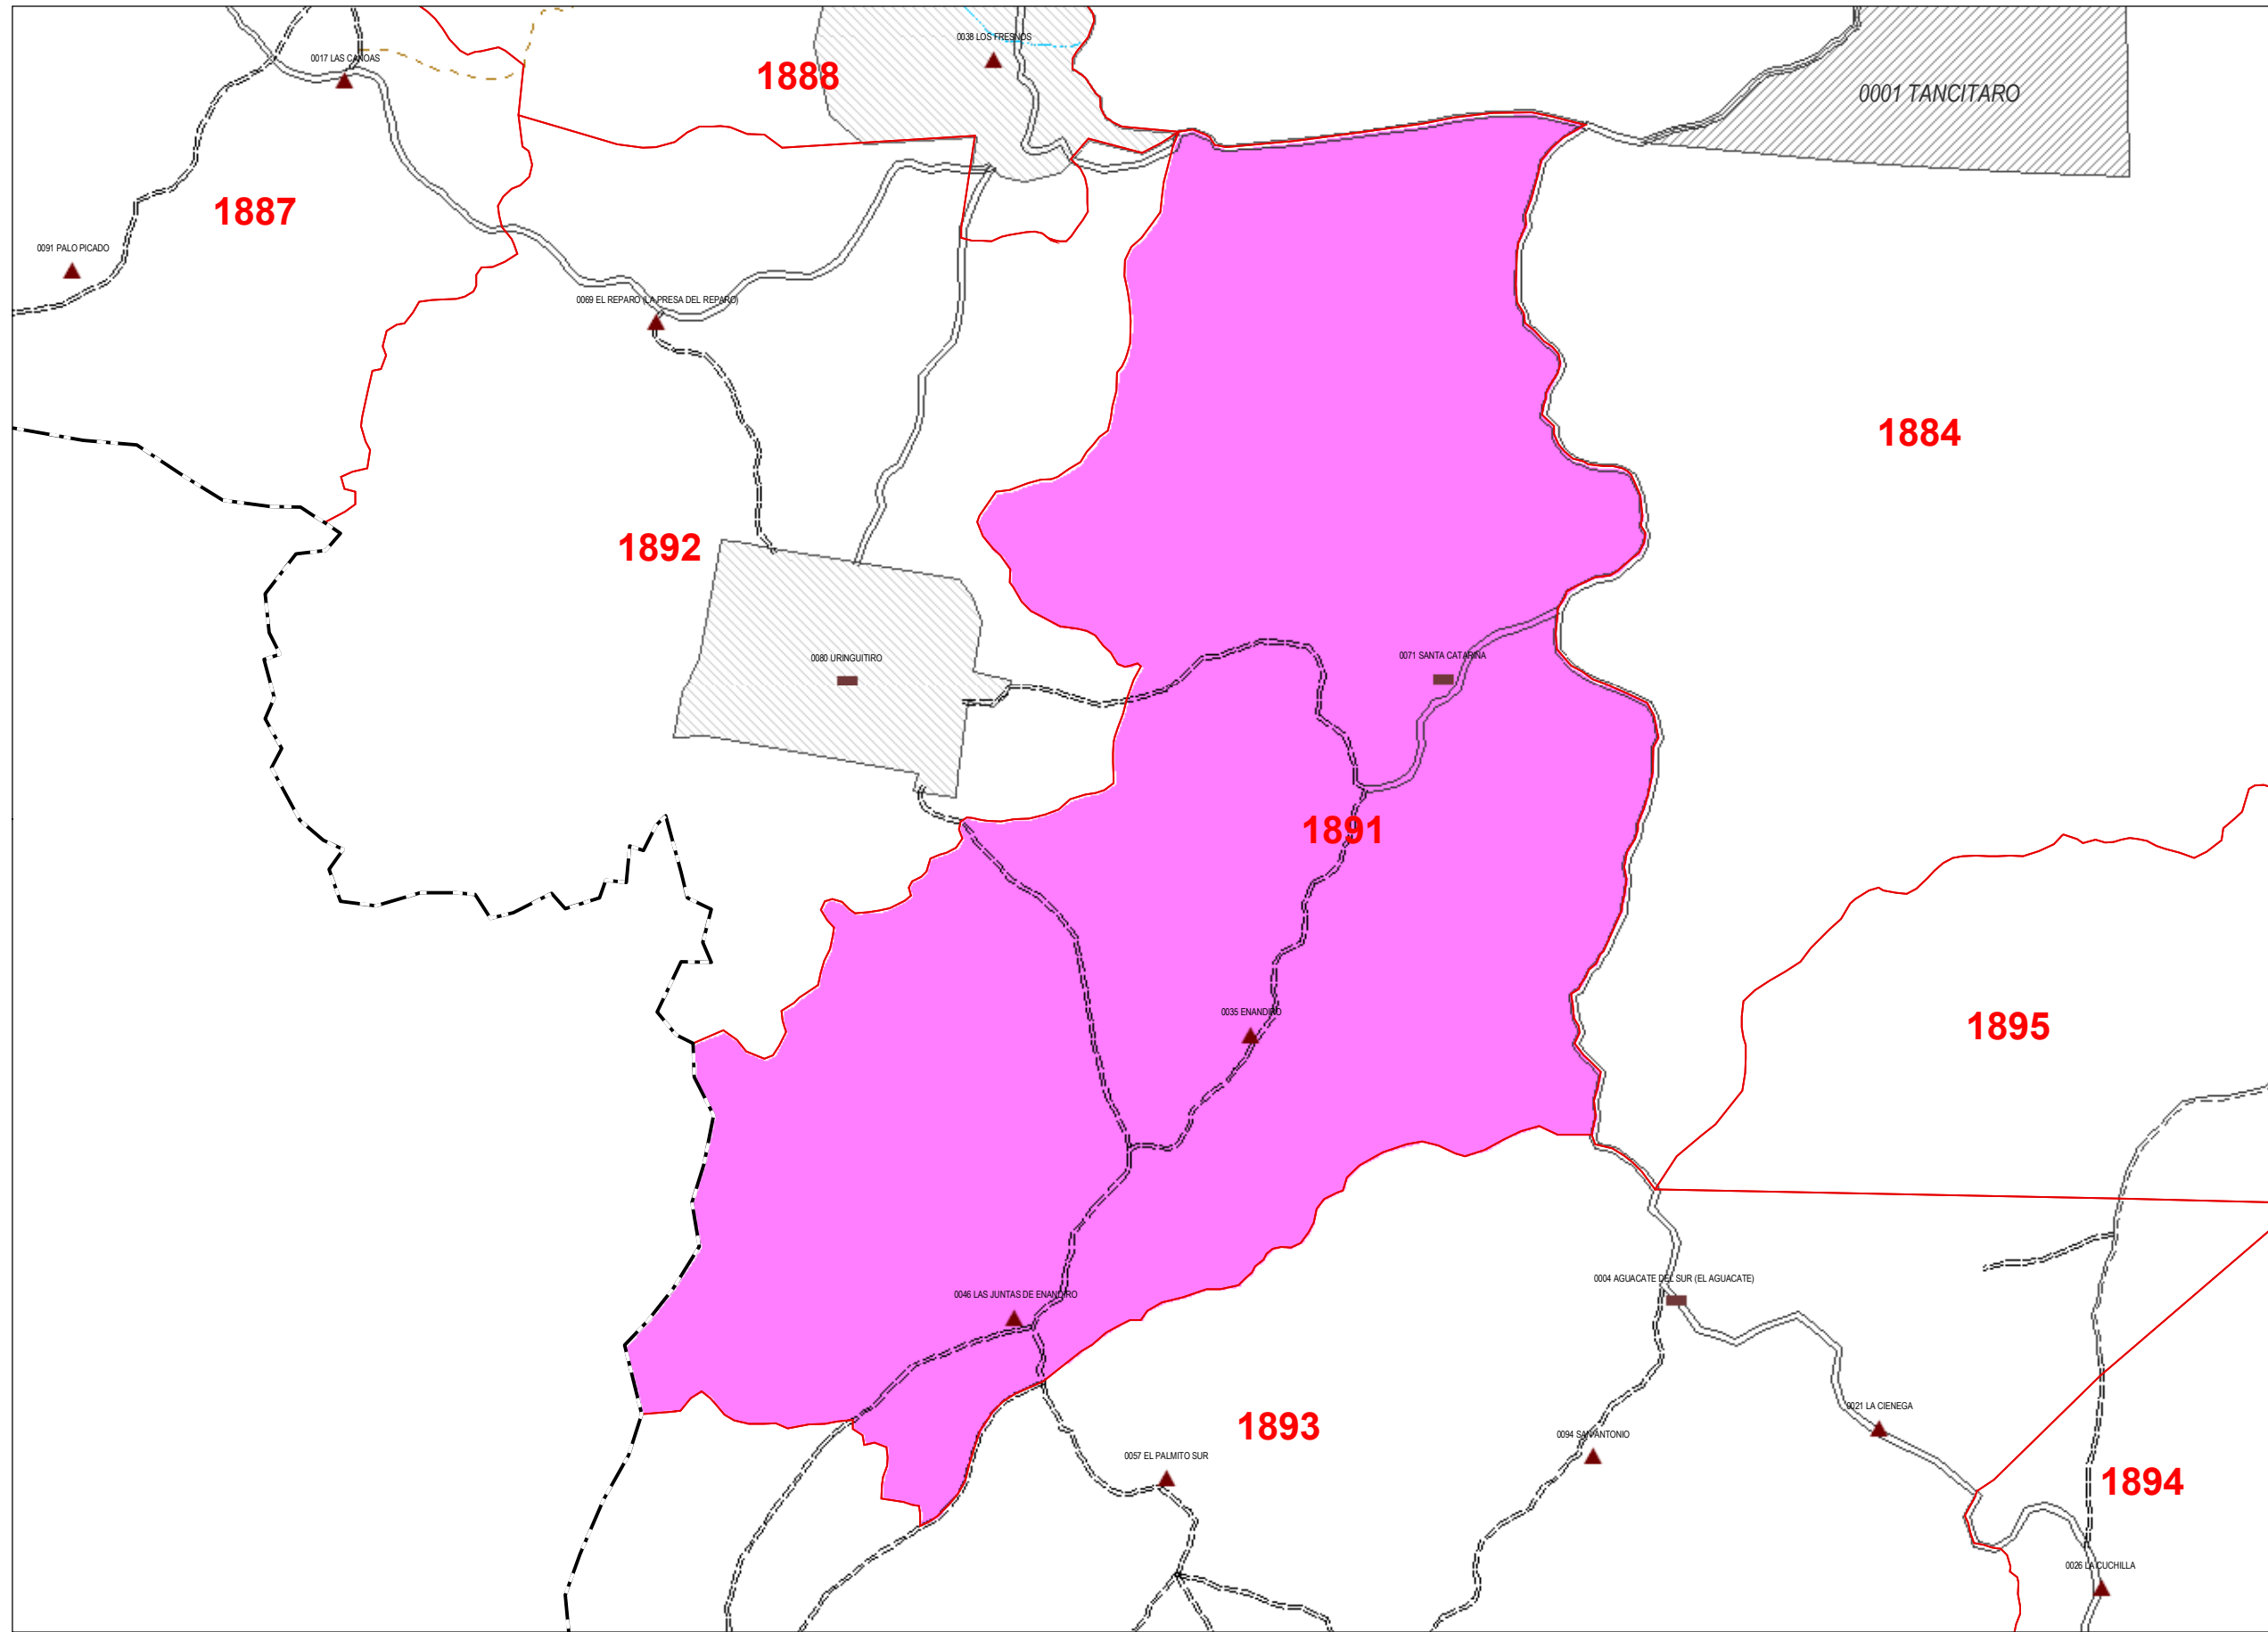 0038 LOS FRESNOS
0017 LAS CANOAS
1888
0001 TANCITARO
1887
0091 PALO PICADO
0069 EL REPARO (LA PRESA DEL REPARO)
1884
1892
0080 URINGUITIRO
0071 SANTA CATARINA
1891
0035 ENANDIRO
1895
0004 AGUACATE DEL SUR (EL AGUACATE)
0046 LAS JUNTAS DE ENANDIRO
0021 LA CIENEGA
1893
0094 SAN ANTONIO
0057 EL PALMITO SUR
1894
0026 LA CUCHILLA